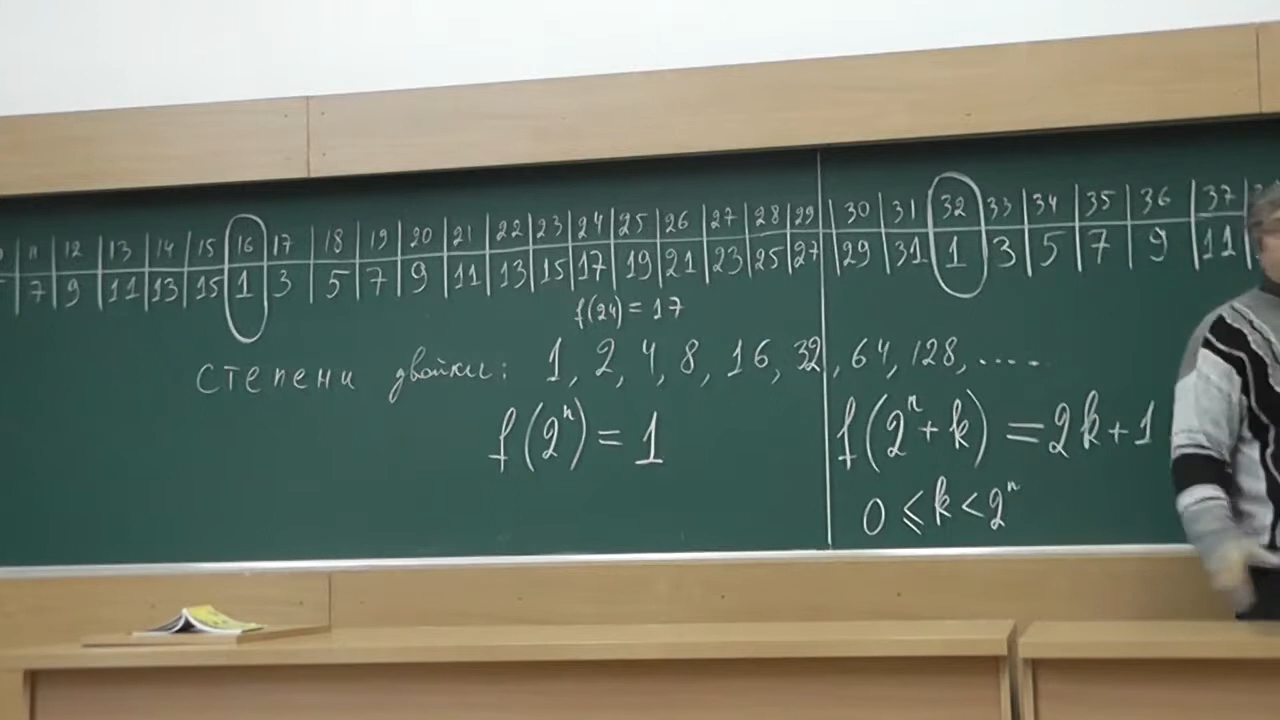 11 | 12 | 13 | 14 | 15 | 16 | 17 | 18 | 19 | 20 | 21 | 22 | 23 | 24 | 25 | 26 | 27 | 28 | 29 | 30 | 31 | 32 | 33 | 34 | 35 | 36 | 37
7 | 9 | 11 | 13 | 15 | 1 | 3 | 5 | 7 | 9 | 11 | 13 | 15 | 17 | 19 | 21 | 23 | 25 | 27 | 29 | 31 | 1 | 3 | 5 | 7 | 9 | 11
f(24) = 17
степени двойки: 1, 2, 4, 8, 16, 32, 64, 128, .....
f(2ⁿ) = 1
f(2ⁿ + k) = 2k + 1
0 ⩽ k < 2ⁿ